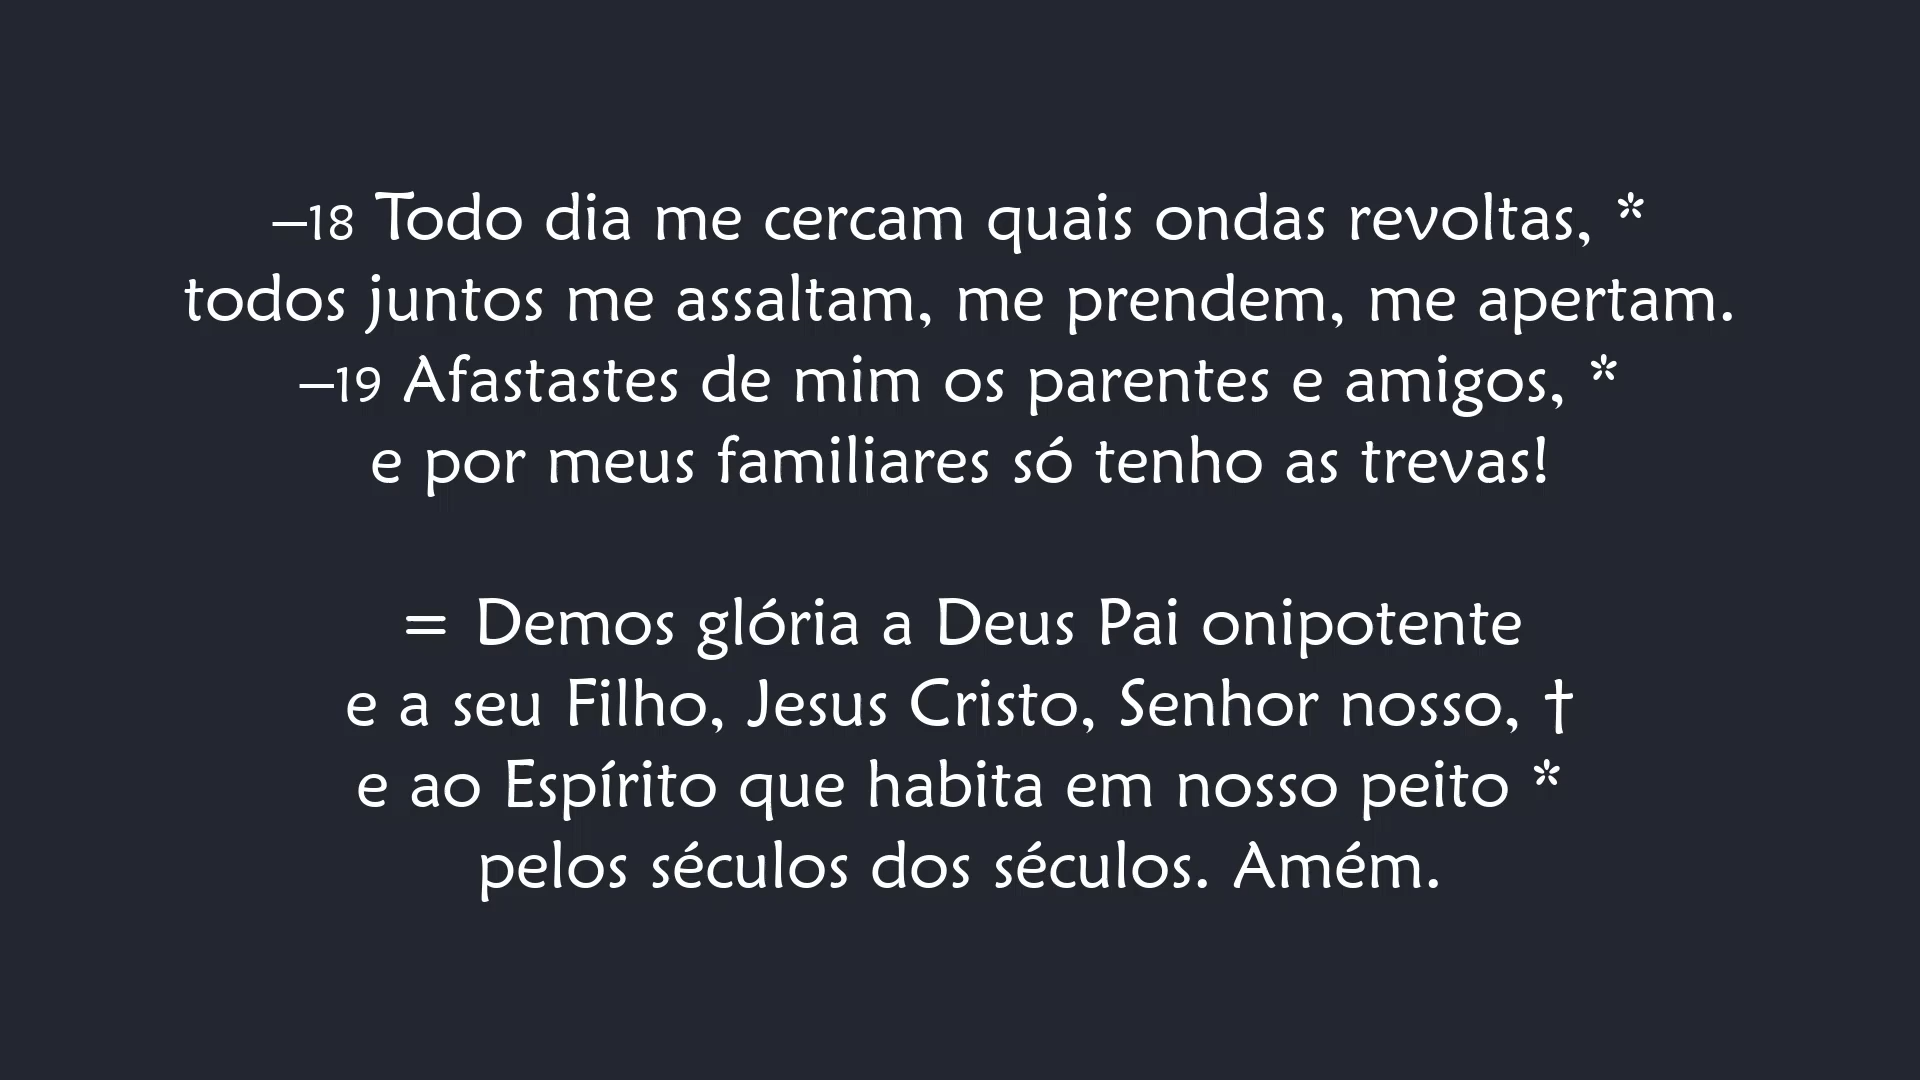 –18 Todo dia me cercam quais ondas revoltas, *
todos juntos me assaltam, me prendem, me apertam.
–19 Afastastes de mim os parentes e amigos, *
e por meus familiares só tenho as trevas!
= Demos glória a Deus Pai onipotente
e a seu Filho, Jesus Cristo, Senhor nosso, †
e ao Espírito que habita em nosso peito *
pelos séculos dos séculos. Amém.